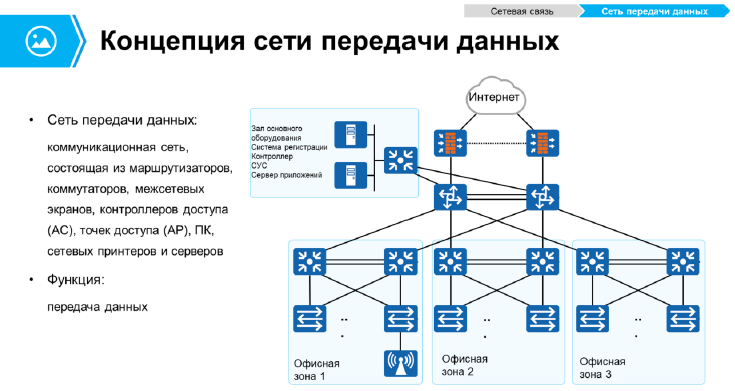 Сетевая связь
Сеть передачи данных
Концепция сети передачи данных
• Сеть передачи данных:
коммуникационная сеть,
состоящая из маршрутизаторов,
коммутаторов, межсетевых
экранов, контроллеров доступа
(AC), точек доступа (AP), ПК,
сетевых принтеров и серверов
• Функция:
передача данных
Интернет
Зал основного
оборудования
Система регистрации
Контроллер
СУС
Сервер приложений
Офисная
зона 1
Офисная
зона 2
Офисная
зона 3